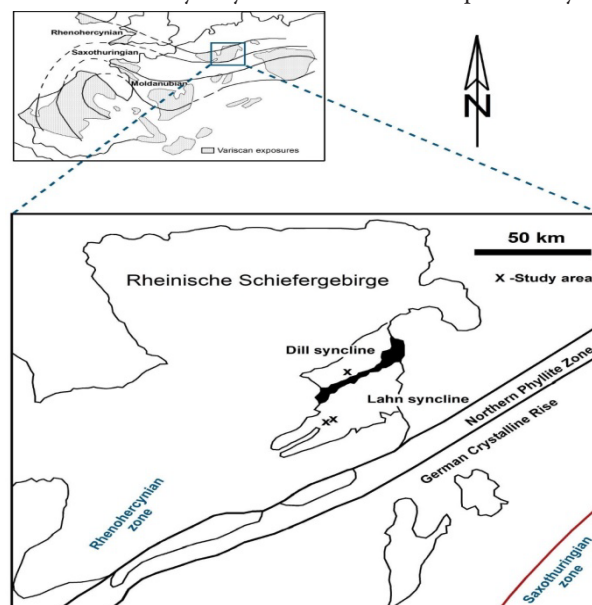 Rhenohercynian
Saxothuringian
Moldanubian
Variscan exposures
N
50 km
X -Study area
Rheinische Schiefergebirge
Dill syncline
x
Lahn syncline
xx
Northern Phyllite Zone
German Crystalline Rise
Rhenohercynian
zone
Saxothuringian
zone